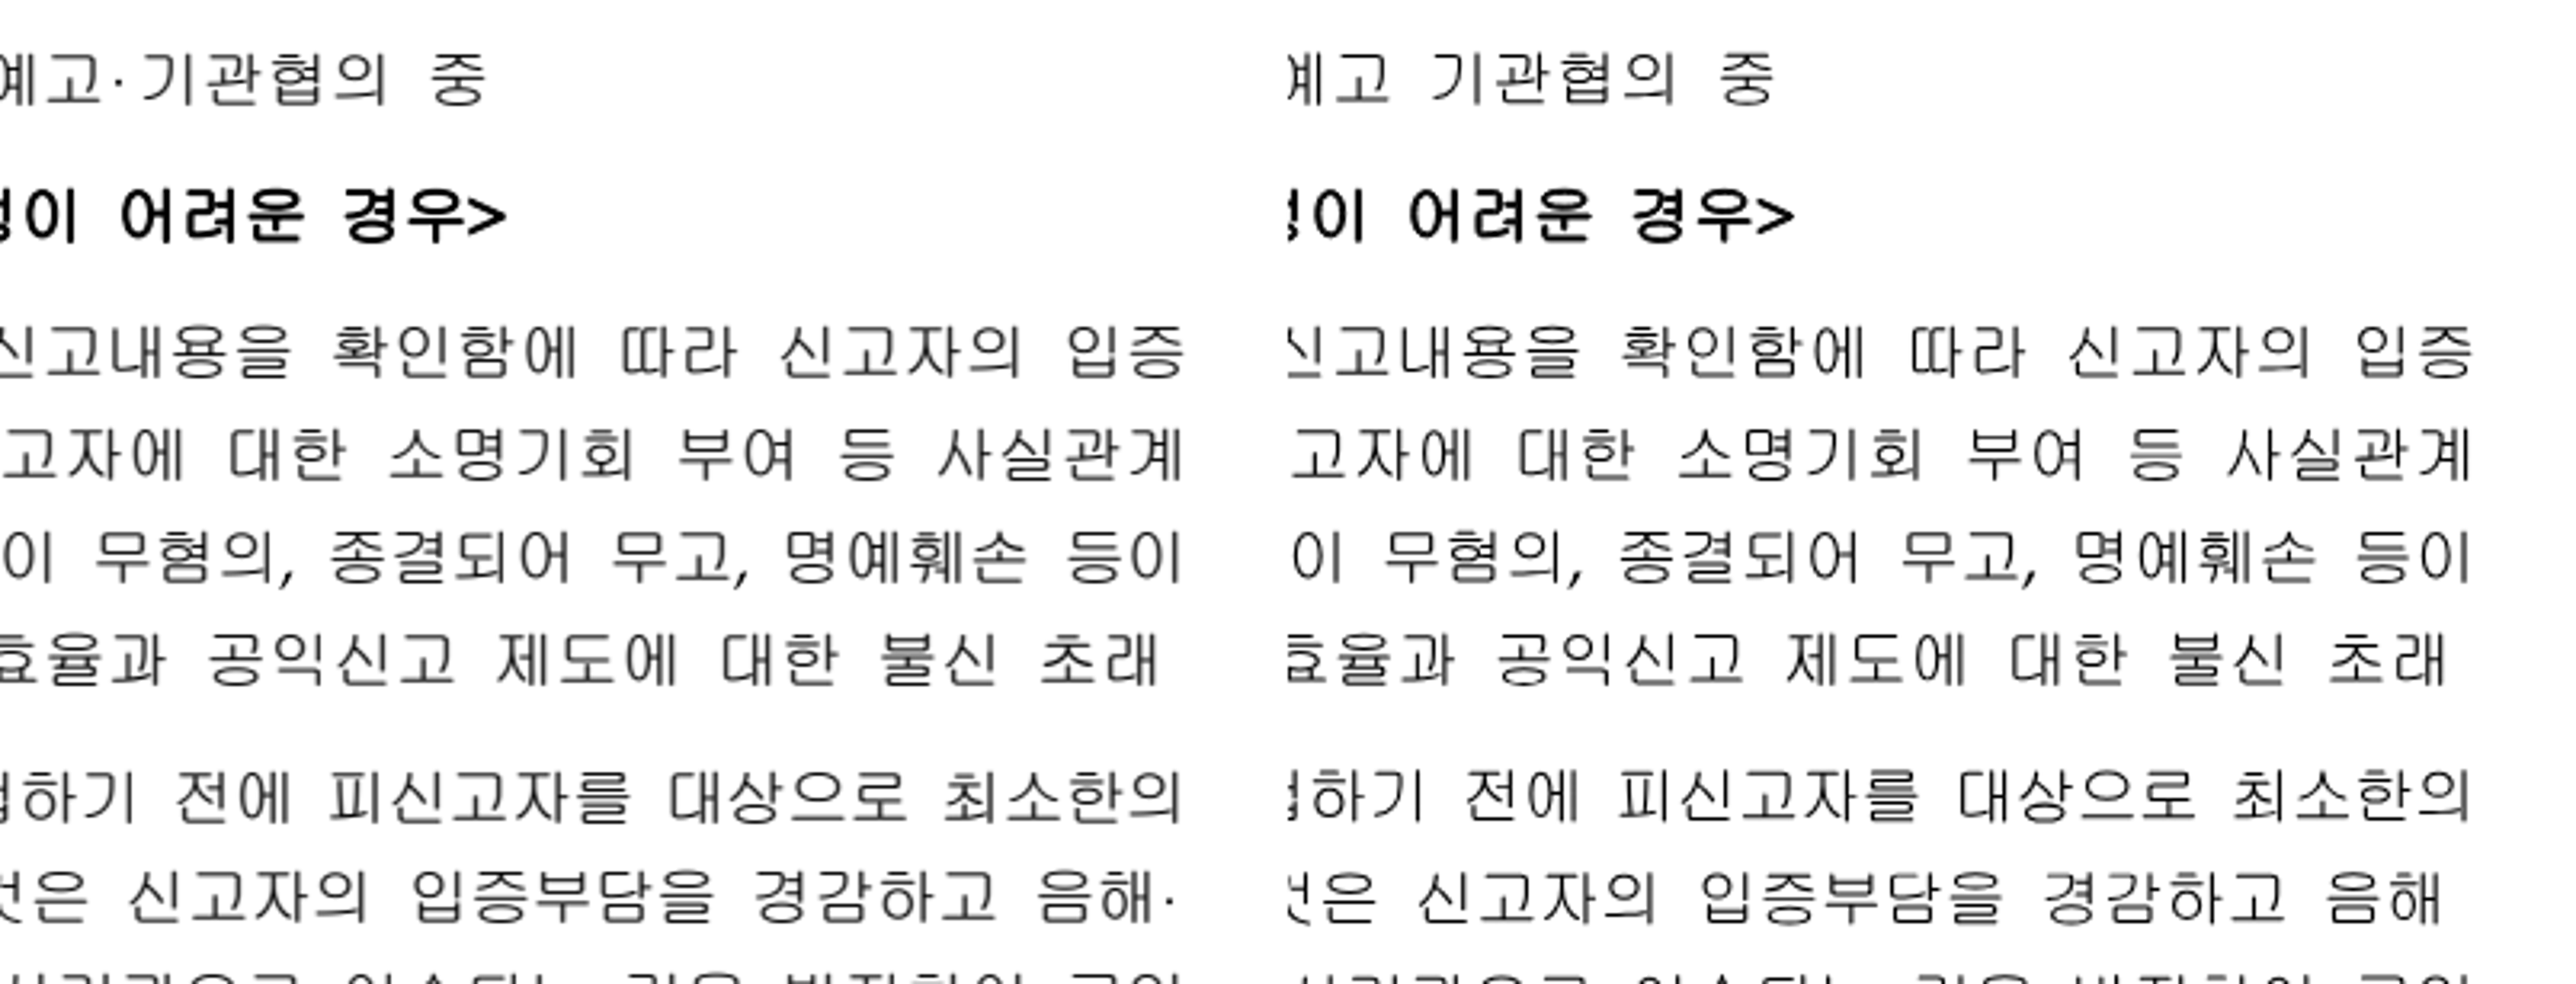 예고·기관협의 중
이 어려운 경우>
신고내용을 확인함에 따라 신고자의 입증
고자에 대한 소명기회 부여 등 사실관계
이 무혐의, 종결되어 무고, 명예훼손 등이
효율과 공익신고 제도에 대한 불신 초래
하기 전에 피신고자를 대상으로 최소한의
것은 신고자의 입증부담을 경감하고 음해·
예고 기관협의 중
이 어려운 경우>
신고내용을 확인함에 따라 신고자의 입증
고자에 대한 소명기회 부여 등 사실관계
이 무혐의, 종결되어 무고, 명예훼손 등이
효율과 공익신고 제도에 대한 불신 초래
하기 전에 피신고자를 대상으로 최소한의
은 신고자의 입증부담을 경감하고 음해